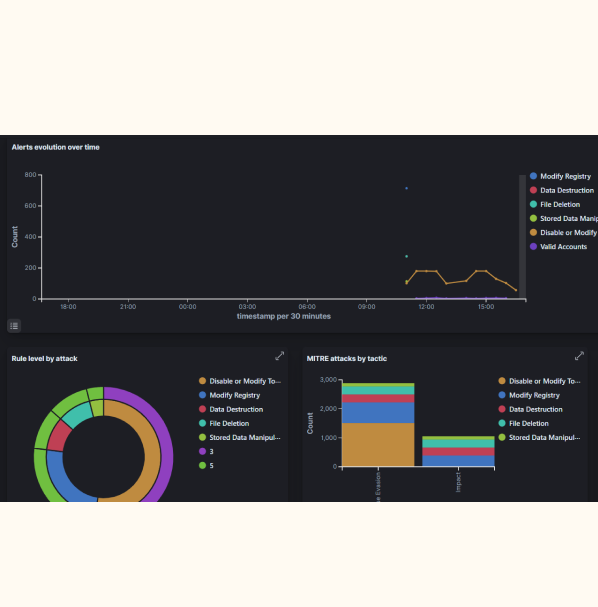 Alerts evolution over time
800
600
400
200
0
Count
18:00
21:00
00:00
03:00
06:00
09:00
12:00
15:00
timestamp per 30 minutes
Modify Registry
Data Destruction
File Deletion
Stored Data Manip
Disable or Modify
Valid Accounts
Rule level by attack
Disable or Modify To...
Modify Registry
Data Destruction
File Deletion
Stored Data Manipul...
3
5
MITRE attacks by tactic
3,000
2,000
1,000
0
Count
e Evasion
Impact
Disable or Modify To...
Modify Registry
Data Destruction
File Deletion
Stored Data Manipul...